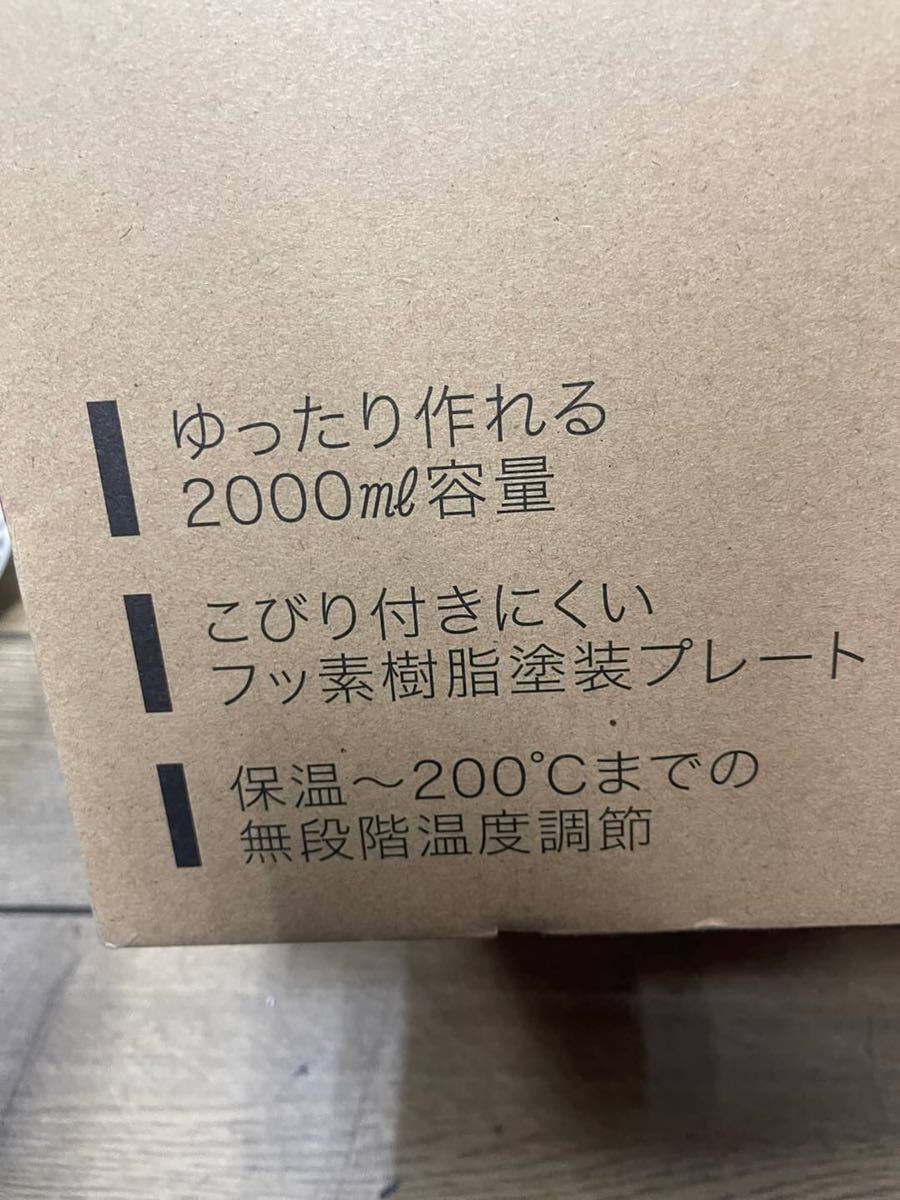 ゆったり作れる
2000㎖容量
こびり付きにくい
フッ素樹脂塗装プレート
保温～200℃までの
無段階温度調節